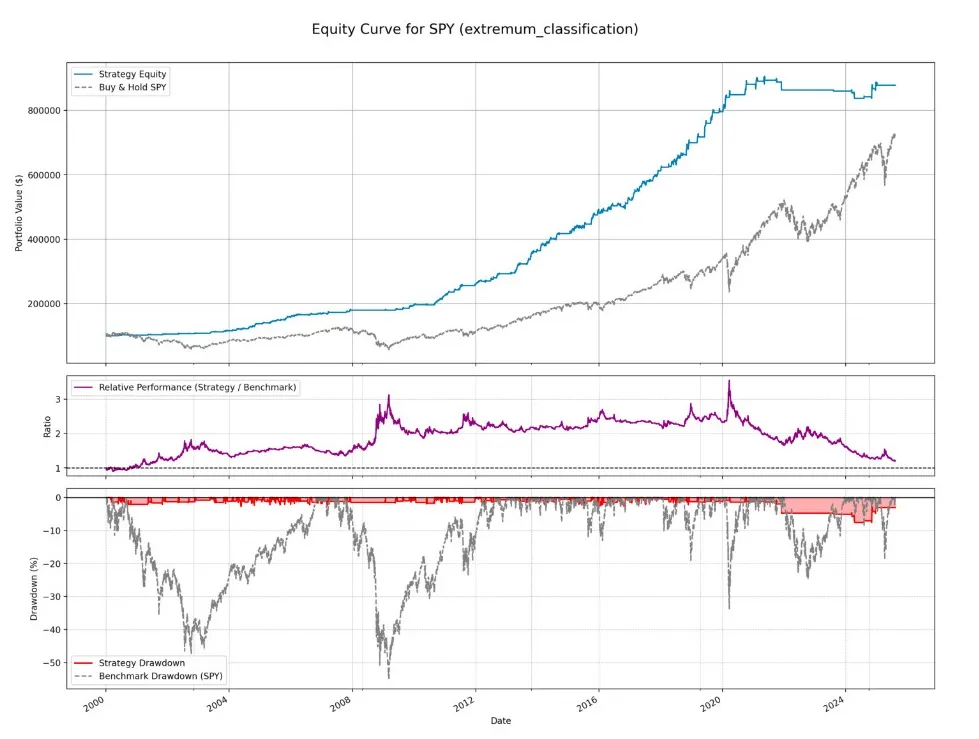 Equity Curve for SPY (extremum_classification)
Strategy Equity
Buy & Hold SPY
Portfolio Value ($)
800000
600000
400000
200000
Relative Performance (Strategy / Benchmark)
Ratio
3
2
1
Drawdown (%)
0
−10
−20
−30
−40
−50
Strategy Drawdown
Benchmark Drawdown (SPY)
2000
2004
2008
2012
2016
2020
2024
Date